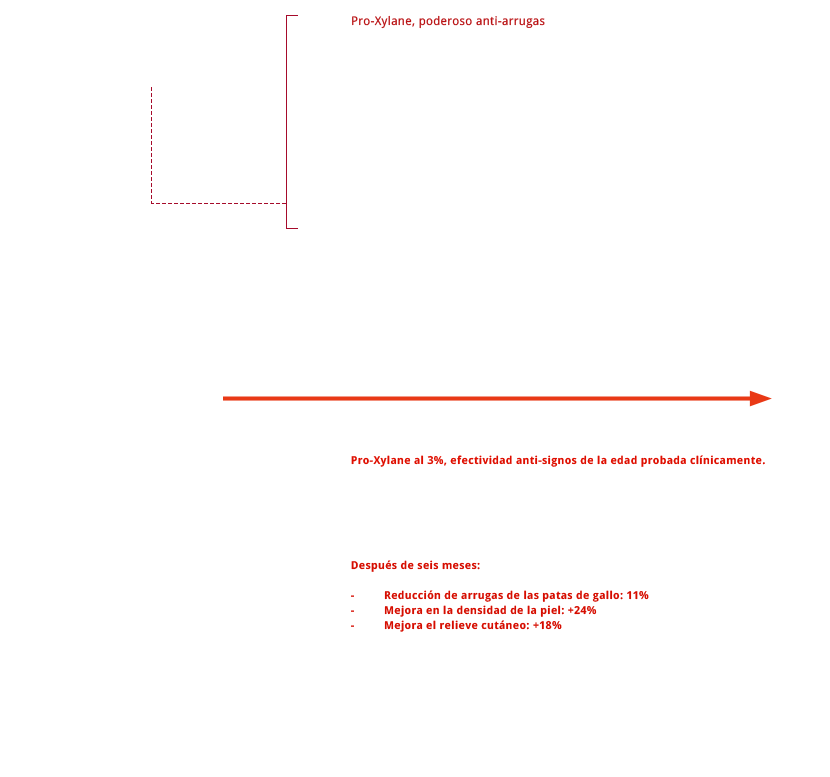 Pro-Xylane, poderoso anti-arrugas
Pro-Xylane al 3%, efectividad anti-signos de la edad probada clínicamente.
Después de seis meses:
- Reducción de arrugas de las patas de gallo: 11%
- Mejora en la densidad de la piel: +24%
- Mejora el relieve cutáneo: +18%